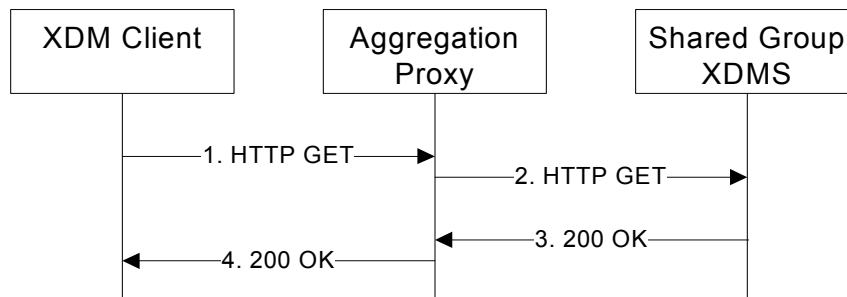 XDM Client
Aggregation
Proxy
Shared Group
XDMS
1. HTTP GET
2. HTTP GET
3. 200 OK
4. 200 OK